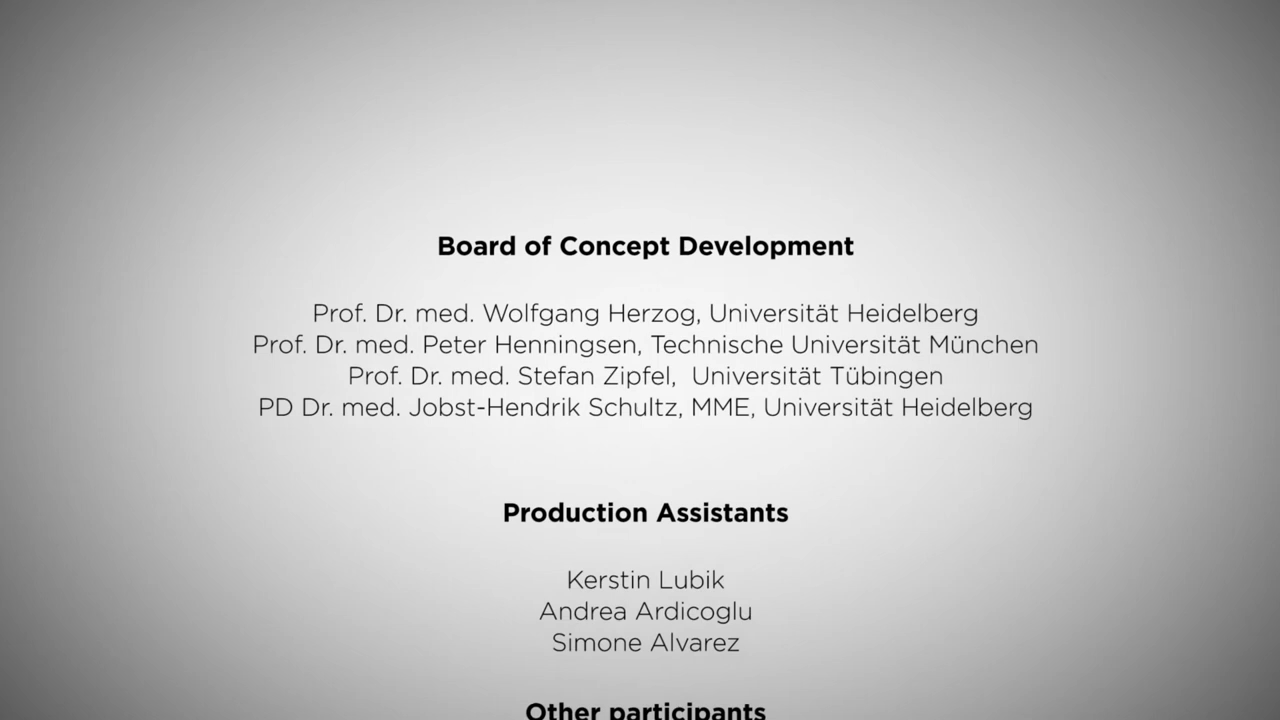 Board of Concept Development
Prof. Dr. med. Wolfgang Herzog, Universität Heidelberg
Prof. Dr. med. Peter Henningsen, Technische Universität München
Prof. Dr. med. Stefan Zipfel,  Universität Tübingen
PD Dr. med. Jobst-Hendrik Schultz, MME, Universität Heidelberg
Production Assistants
Kerstin Lubik
Andrea Ardicoglu
Simone Alvarez
Other participants